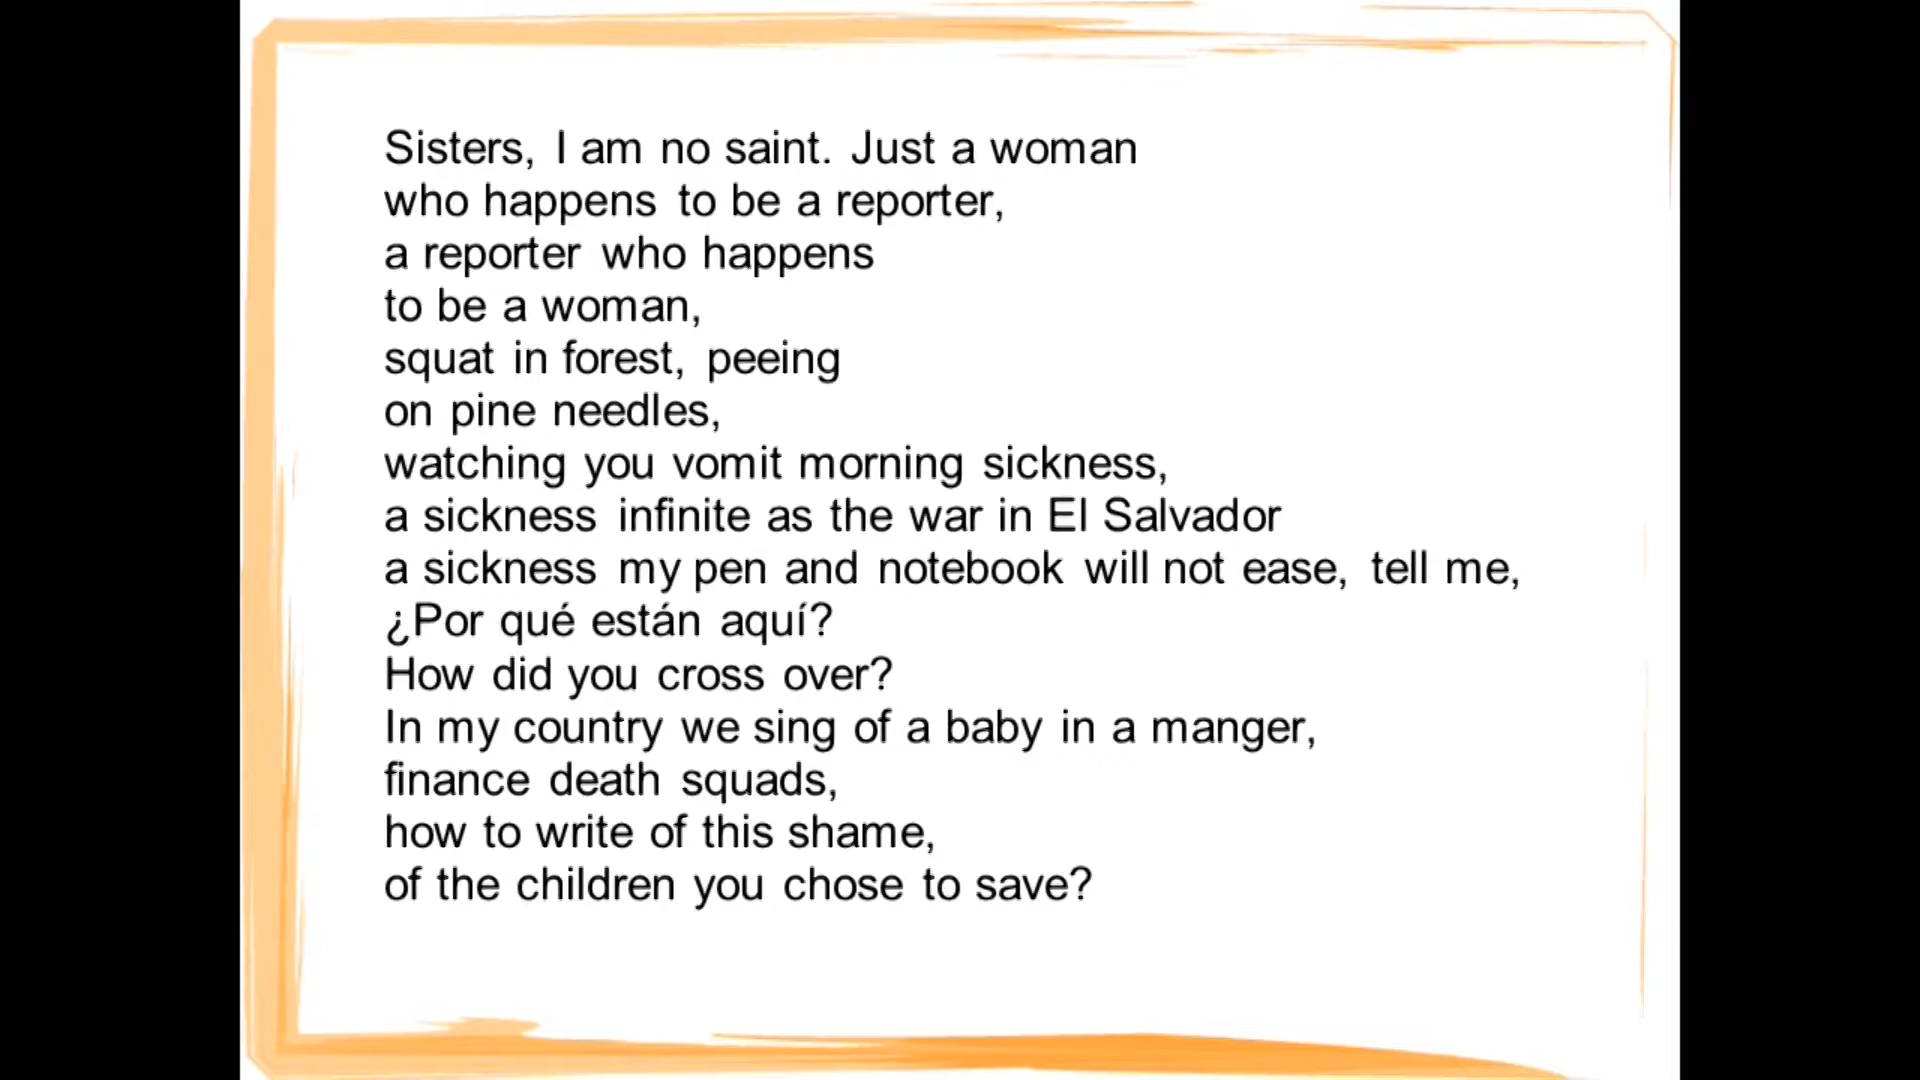 Sisters, I am no saint. Just a woman
who happens to be a reporter,
a reporter who happens
to be a woman,
squat in forest, peeing
on pine needles,
watching you vomit morning sickness,
a sickness infinite as the war in El Salvador
a sickness my pen and notebook will not ease, tell me,
¿Por qué están aquí?
How did you cross over?
In my country we sing of a baby in a manger,
finance death squads,
how to write of this shame,
of the children you chose to save?